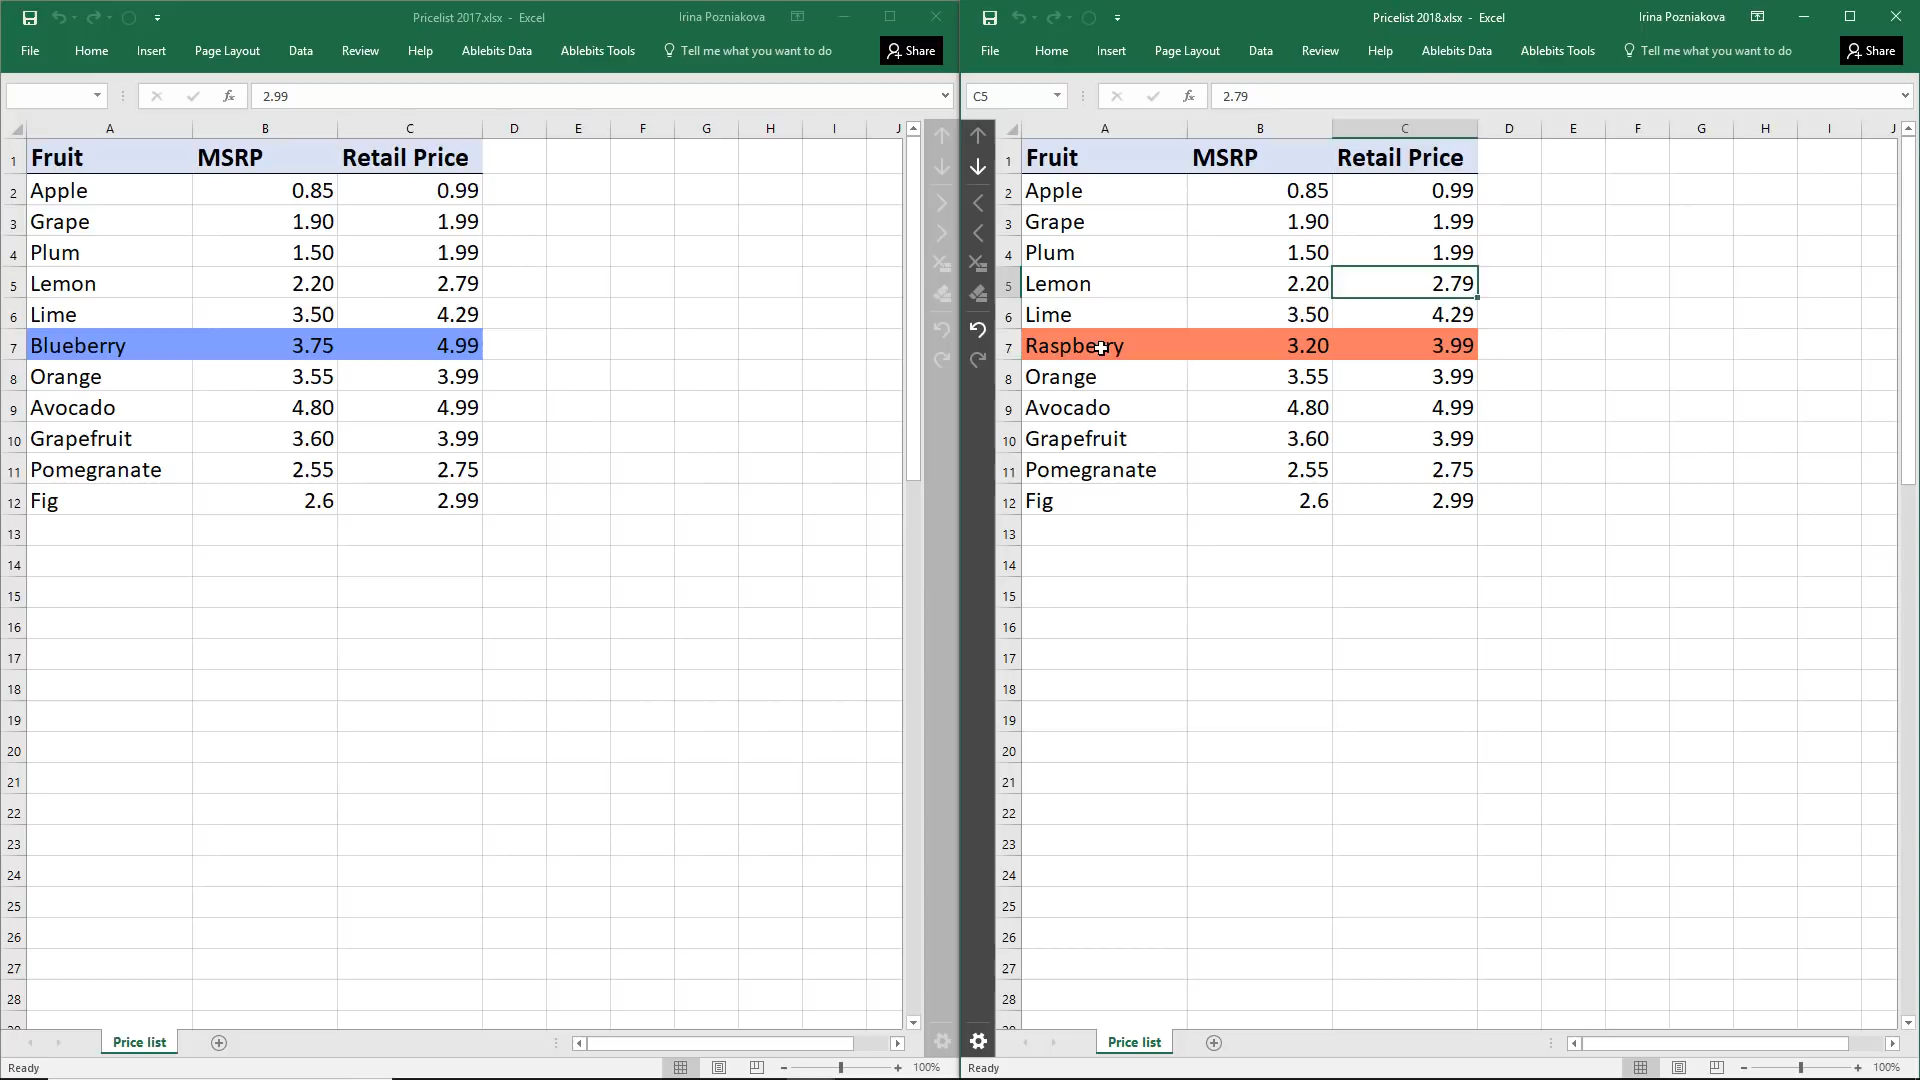 Pricelist 2017.xlsx - Excel
Irina Pozniakova
File Home Insert Page Layout Data Review Help Ablebits Data Ablebits Tools Tell me what you want to do Share
fx 2.99
A B C D E F G H I J
1 Fruit MSRP Retail Price
2 Apple 0.85 0.99
3 Grape 1.90 1.99
4 Plum 1.50 1.99
5 Lemon 2.20 2.79
6 Lime 3.50 4.29
7 Blueberry 3.75 4.99
8 Orange 3.55 3.99
9 Avocado 4.80 4.99
10 Grapefruit 3.60 3.99
11 Pomegranate 2.55 2.75
12 Fig 2.6 2.99
13
14
15
16
17
18
19
20
21
22
23
24
25
26
27
28
Price list
Ready 100%
Pricelist 2018.xlsx - Excel
Irina Pozniakova
File Home Insert Page Layout Data Review Help Ablebits Data Ablebits Tools Tell me what you want to do Share
C5 fx 2.79
A B C D E F G H I J
1 Fruit MSRP Retail Price
2 Apple 0.85 0.99
3 Grape 1.90 1.99
4 Plum 1.50 1.99
5 Lemon 2.20 2.79
6 Lime 3.50 4.29
7 Raspberry 3.20 3.99
8 Orange 3.55 3.99
9 Avocado 4.80 4.99
10 Grapefruit 3.60 3.99
11 Pomegranate 2.55 2.75
12 Fig 2.6 2.99
13
14
15
16
17
18
19
20
21
22
23
24
25
26
27
28
Price list
Ready 100%